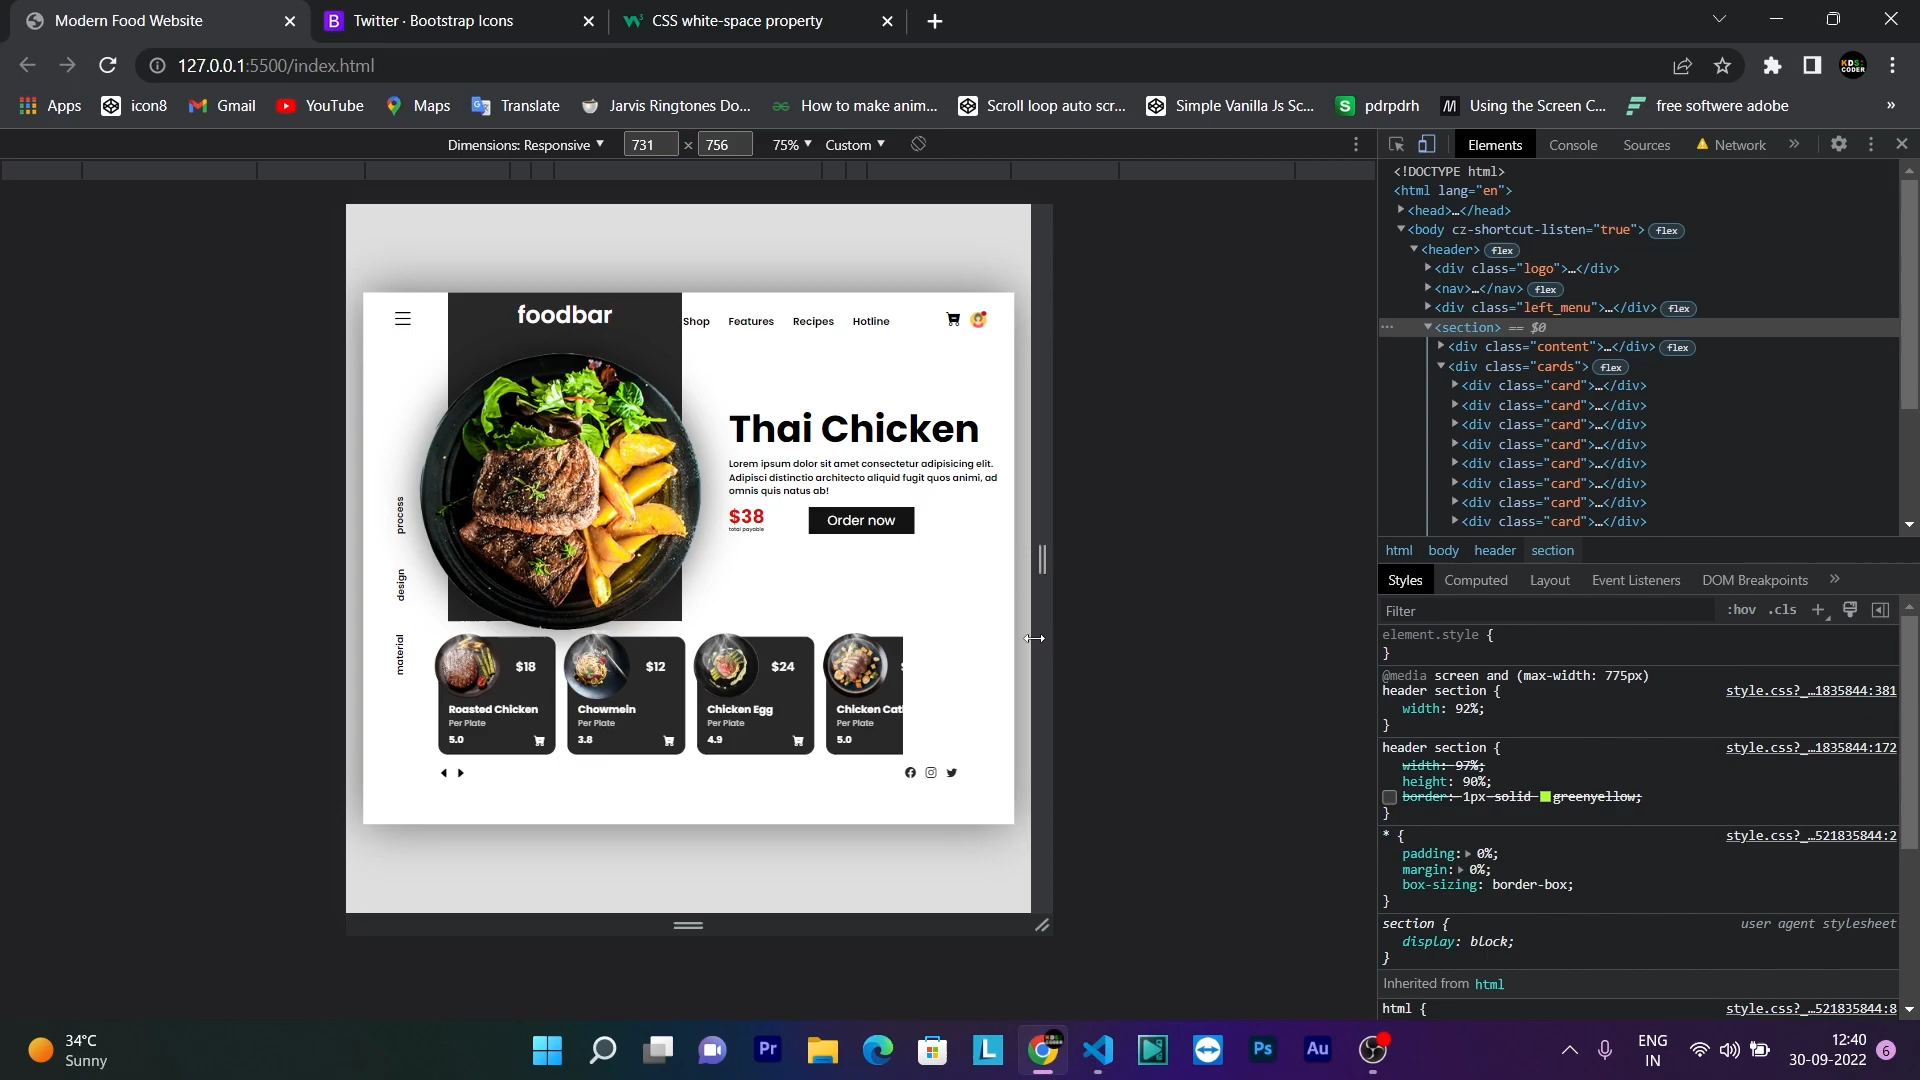 Modern Food Website
Twitter · Bootstrap Icons
CSS white-space property
127.0.0.1:5500/index.html
KDS CODER
Apps
icon8
Gmail
YouTube
Maps
Translate
Jarvis Ringtones Do...
How to make anim...
Scroll loop auto scr...
Simple Vanilla Js Sc...
pdrpdrh
Using the Screen C...
free softwere adobe
»
Dimensions: Responsive
731 × 756
75%
Custom
Elements
Console
Sources
Network
»
<!DOCTYPE html>
<html lang="en">
<head>…</head>
<body cz-shortcut-listen="true"> flex
<header> flex
<div class="logo">…</div>
<nav>…</nav> flex
<div class="left_menu">…</div> flex
<section> == $0
<div class="content">…</div> flex
<div class="cards"> flex
<div class="card">…</div>
<div class="card">…</div>
<div class="card">…</div>
<div class="card">…</div>
<div class="card">…</div>
<div class="card">…</div>
<div class="card">…</div>
<div class="card">…</div>
html body header section
Styles Computed Layout Event Listeners DOM Breakpoints »
Filter
:hov .cls +
element.style {
}
@media screen and (max-width: 775px)
header section { style.css?_…1835844:381
width: 92%;
}
header section { style.css?_…1835844:172
width: 97%;
height: 90%;
border: 1px solid greenyellow;
}
* { style.css?_…521835844:2
padding: 0%;
margin: 0%;
box-sizing: border-box;
}
section { user agent stylesheet
display: block;
}
Inherited from html
html { style.css?_…521835844:8
foodbar
Shop
Features
Recipes
Hotline
Thai Chicken
Lorem ipsum dolor sit amet consectetur adipisicing elit.
Adipisci distinctio architecto aliquid fugit quos animi, ad
omnis quis natus ab!
$38
total payable
Order now
process
design
material
$18
Roasted Chicken
Per Plate
5.0
$12
Chowmein
Per Plate
3.8
$24
Chicken Egg
Per Plate
4.9
Chicken Cat
Per Plate
5.0
34°C
Sunny
Pr
L
Ps
Au
ENG
IN
12:40
30-09-2022
6